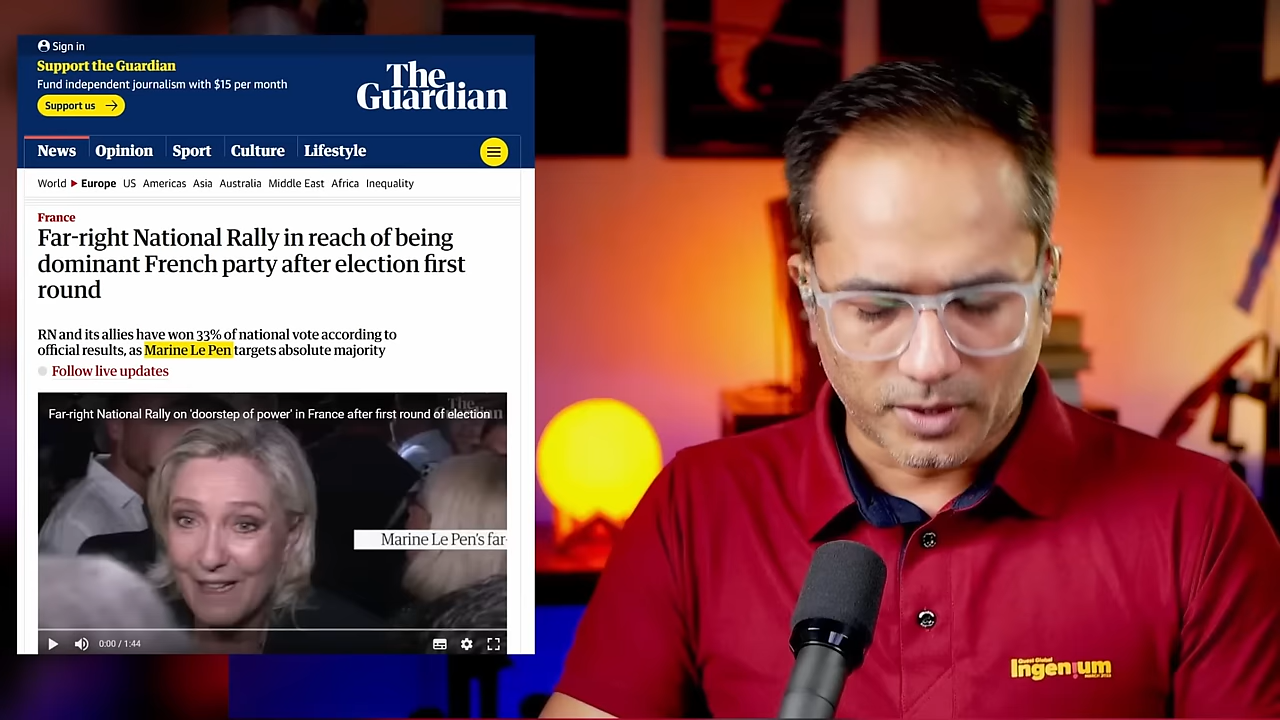 Sign in
Support the Guardian
Fund independent journalism with $15 per month
Support us
The
Guardian
News Opinion Sport Culture Lifestyle
World Europe US Americas Asia Australia Middle East Africa Inequality
France
Far-right National Rally in reach of being
dominant French party after election first
round
RN and its allies have won 33% of national vote according to
official results, as Marine Le Pen targets absolute majority
Follow live updates
Far-right National Rally on 'doorstep of power' in France after first round of election
Marine Le Pen's far-
0:00 / 1:44
Quest Global
Ingenium